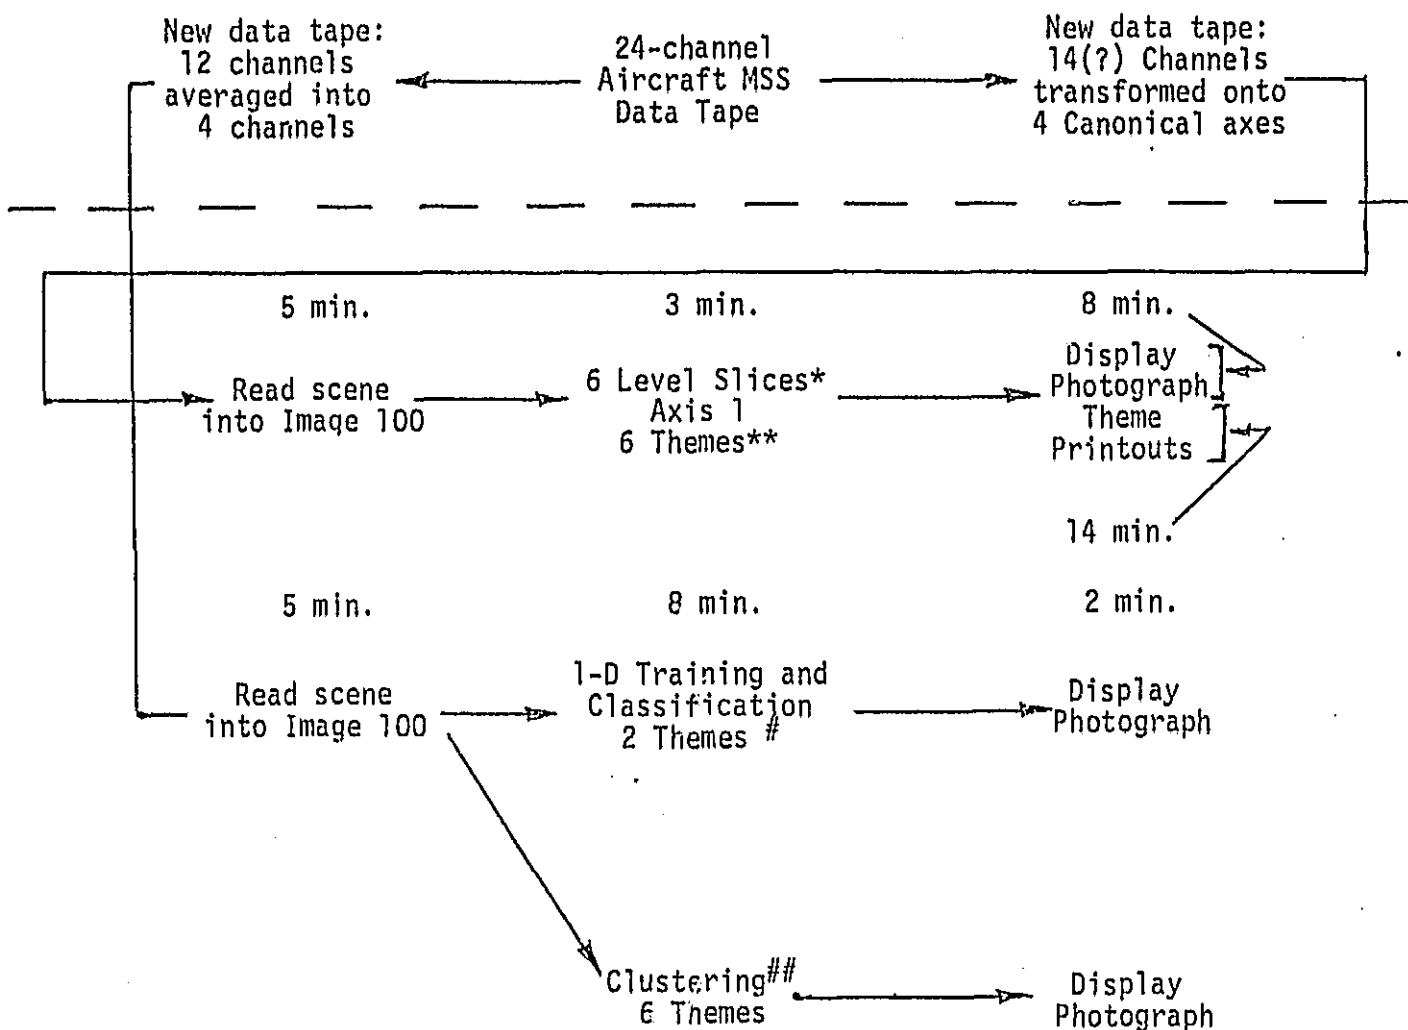 New data tape:
12 channels
averaged into
4 channels
24-channel
Aircraft MSS
Data Tape
New data tape:
14(?) Channels
transformed onto
4 Canonical axes
5 min.
3 min.
8 min.
Read scene
into Image 100
6 Level Slices*
Axis 1
6 Themes**
Display
Photograph
Theme
Printouts
14 min.
5 min.
8 min.
2 min.
Read scene
into Image 100
1-D Training and
Classification
2 Themes #
Display
Photograph
Clustering##
6 Themes
Display
Photograph